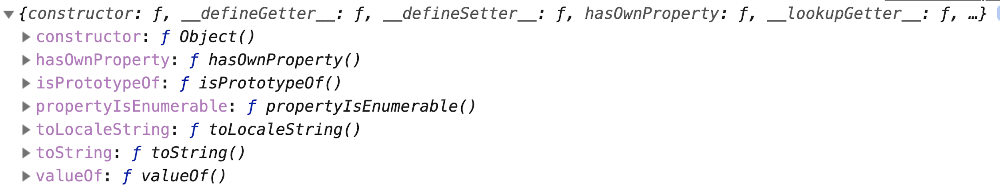 ▼{constructor: ƒ, __defineGetter__: ƒ, __defineSetter__: ƒ, hasOwnProperty: ƒ, __lookupGetter__: ƒ, …}
▶constructor: ƒ Object()
▶hasOwnProperty: ƒ hasOwnProperty()
▶isPrototypeOf: ƒ isPrototypeOf()
▶propertyIsEnumerable: ƒ propertyIsEnumerable()
▶toLocaleString: ƒ toLocaleString()
▶toString: ƒ toString()
▶valueOf: ƒ valueOf()